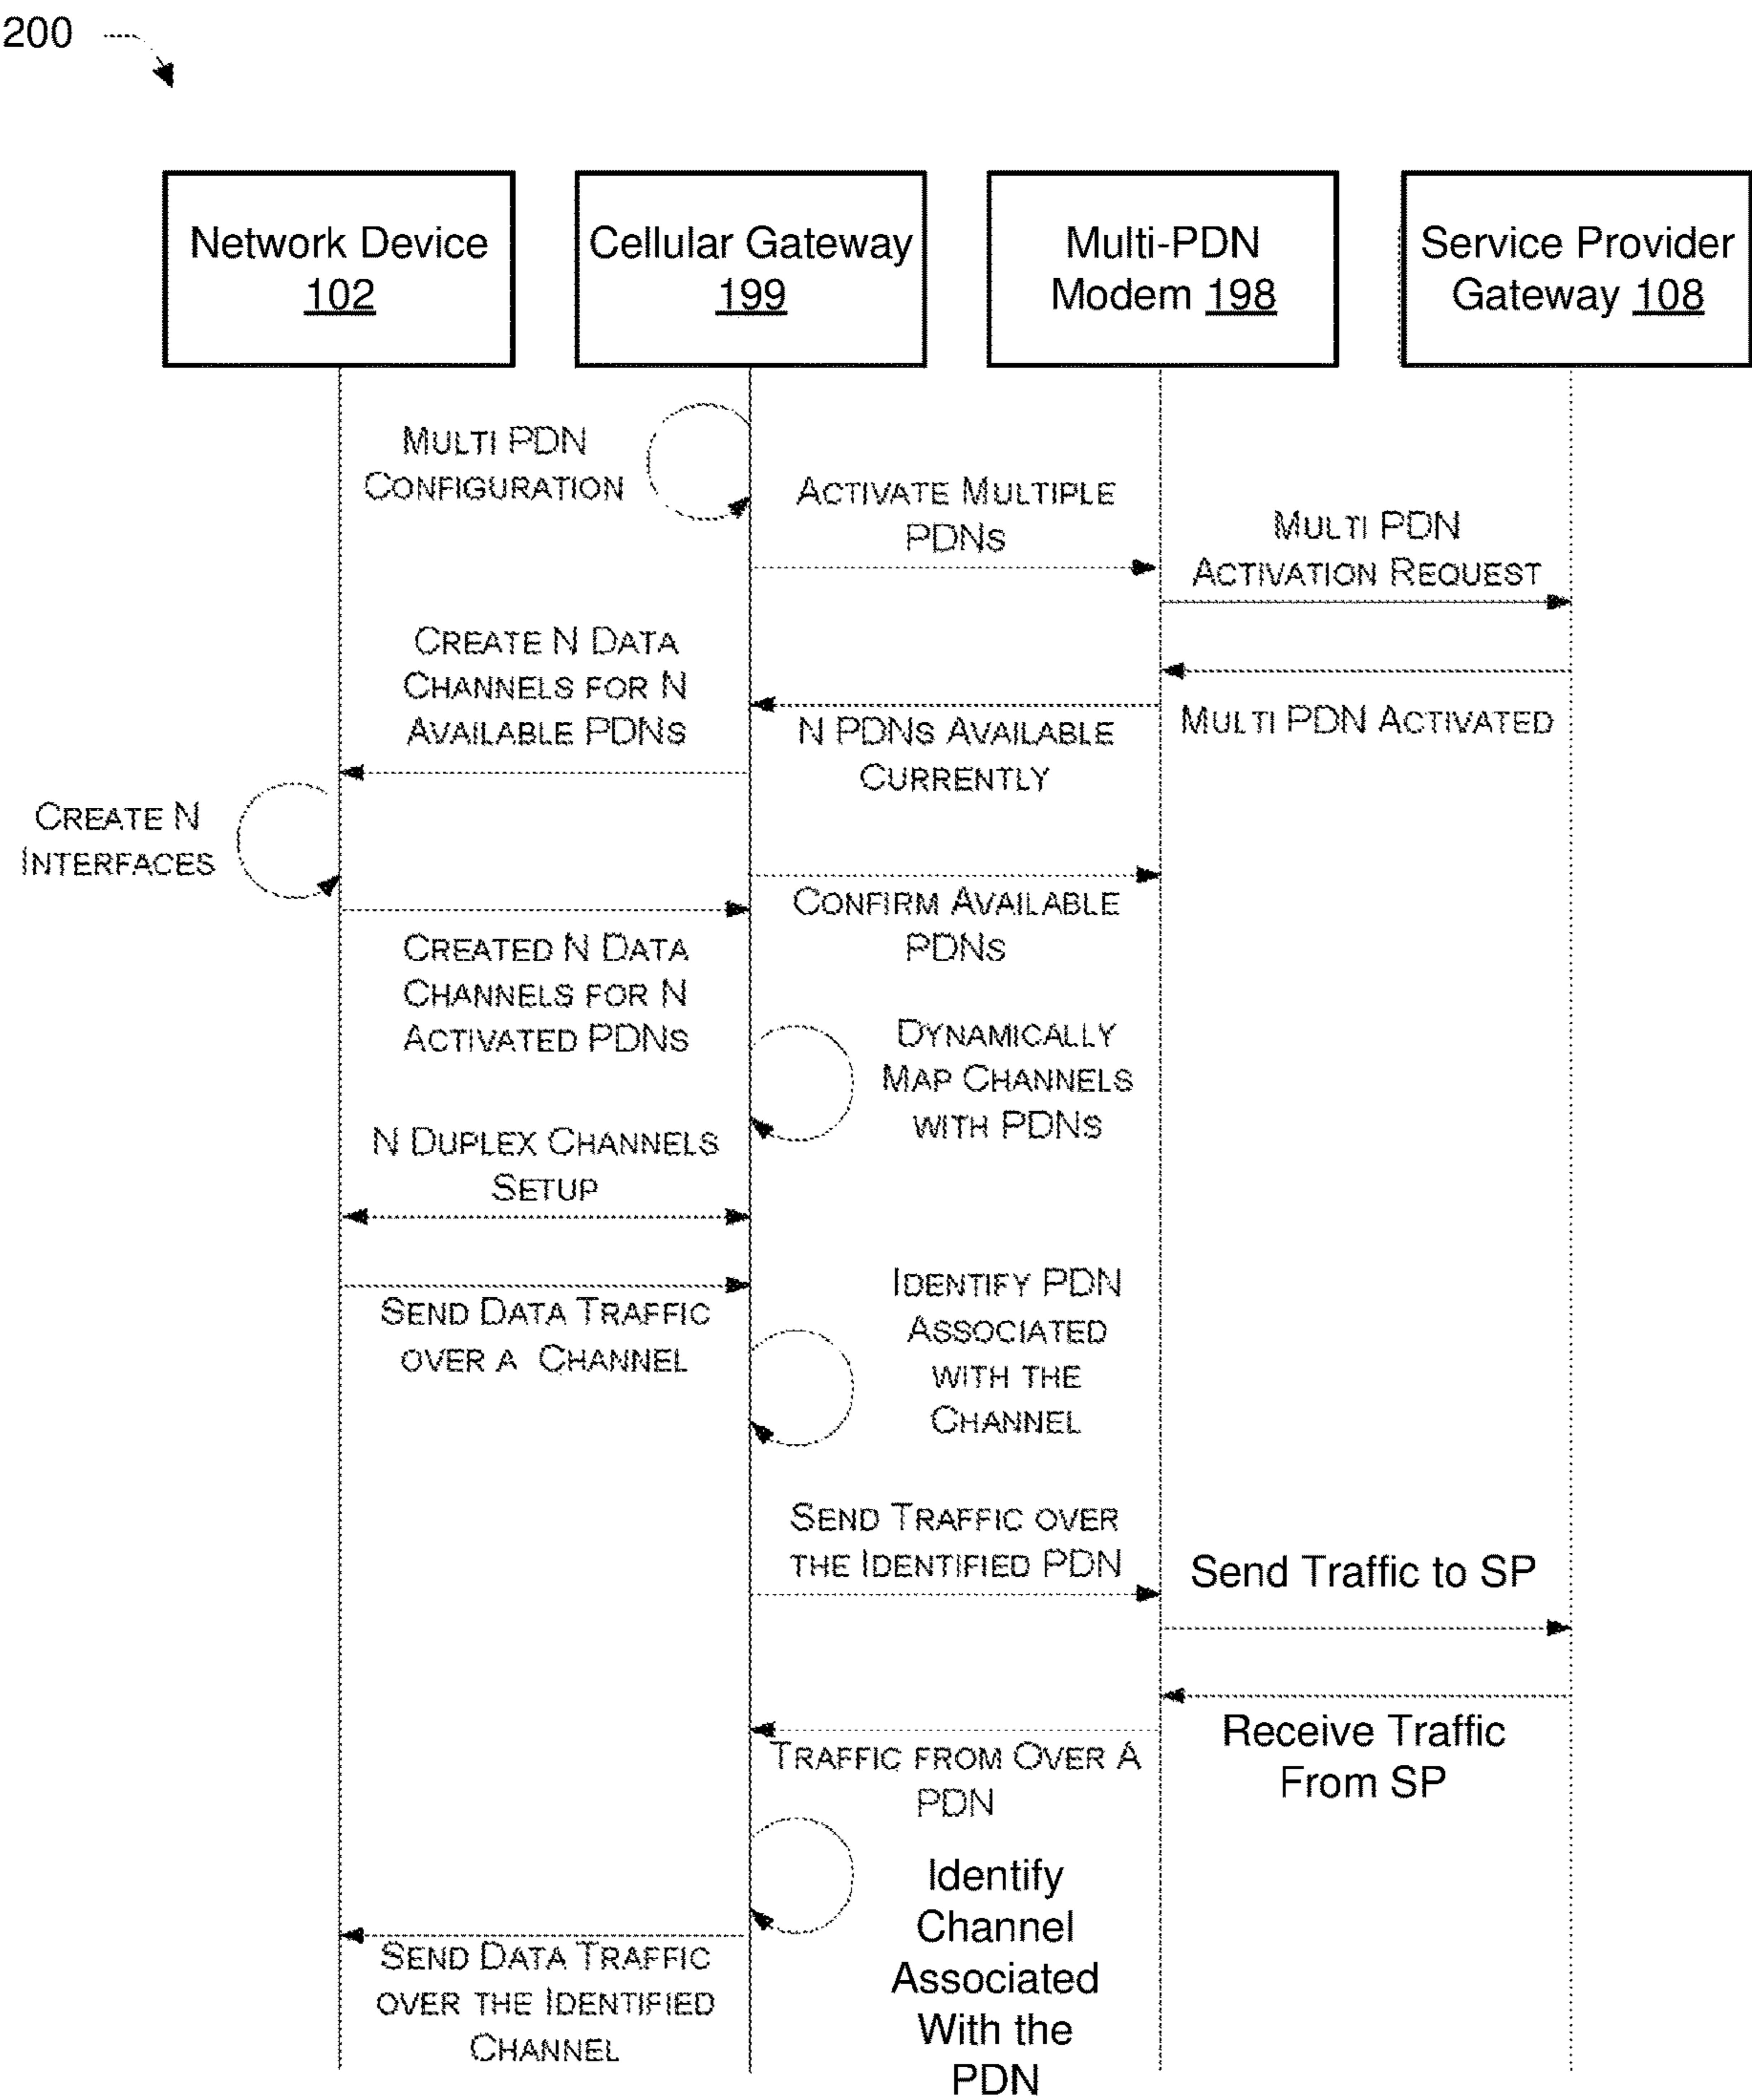 200
Network Device
102
Cellular Gateway
199
Multi-PDN
Modem 198
Service Provider
Gateway 108
MULTI PDN
CONFIGURATION
ACTIVATE MULTIPLE
PDNS
MULTI PDN
ACTIVATION REQUEST
CREATE N DATA
CHANNELS FOR N
AVAILABLE PDNS
N PDNS AVAILABLE
CURRENTLY
MULTI PDN ACTIVATED
CREATE N
INTERFACES
CONFIRM AVAILABLE
PDNS
CREATED N DATA
CHANNELS FOR N
ACTIVATED PDNS
DYNAMICALLY
MAP CHANNELS
WITH PDNS
N DUPLEX CHANNELS
SETUP
IDENTIFY PDN
ASSOCIATED
WITH THE
CHANNEL
SEND DATA TRAFFIC
OVER A CHANNEL
SEND TRAFFIC OVER
THE IDENTIFIED PDN
Send Traffic to SP
Receive Traffic
From SP
TRAFFIC FROM OVER A
PDN
Identify
Channel
Associated
With the
PDN
SEND DATA TRAFFIC
OVER THE IDENTIFIED
CHANNEL